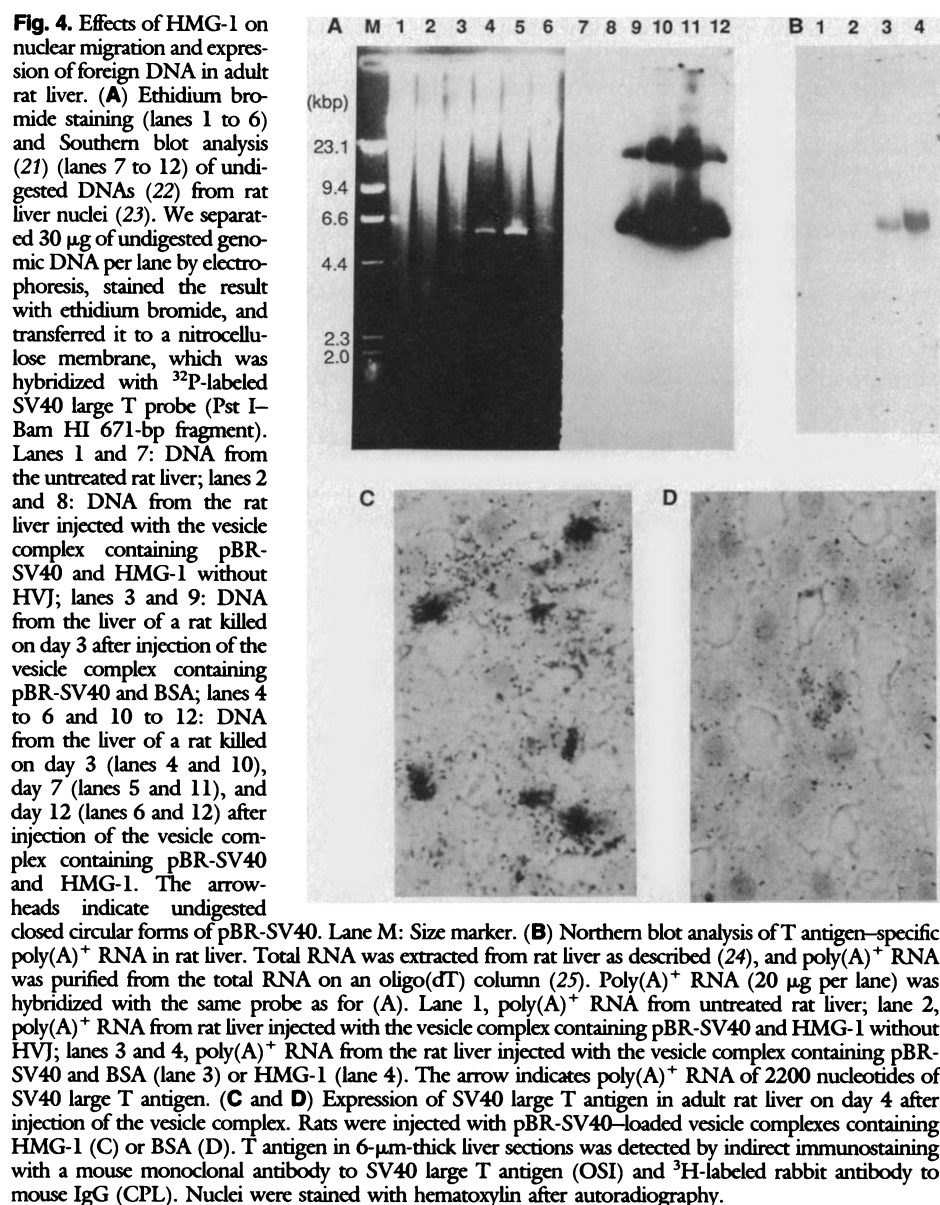 Fig. 4. Effects of HMG-1 on
nuclear migration and expres-
sion of foreign DNA in adult
rat liver. (A) Ethidium bro-
mide staining (lanes 1 to 6)
and Southern blot analysis
(21) (lanes 7 to 12) of undi-
gested DNAs (22) from rat
liver nuclei (23). We separat-
ed 30 μg of undigested geno-
mic DNA per lane by electro-
phoresis, stained the result
with ethidium bromide, and
transferred it to a nitrocellu-
lose membrane, which was
hybridized with ³²P-labeled
SV40 large T probe (Pst I–
Bam HI 671-bp fragment).
Lanes 1 and 7: DNA from
the untreated rat liver; lanes 2
and 8: DNA from the rat
liver injected with the vesicle
complex containing pBR-
SV40 and HMG-1 without
HVJ; lanes 3 and 9: DNA
from the liver of a rat killed
on day 3 after injection of the
vesicle complex containing
pBR-SV40 and BSA; lanes 4
to 6 and 10 to 12: DNA
from the liver of a rat killed
on day 3 (lanes 4 and 10),
day 7 (lanes 5 and 11), and
day 12 (lanes 6 and 12) after
injection of the vesicle com-
plex containing pBR-SV40
and HMG-1. The arrow-
heads indicate undigested
closed circular forms of pBR-SV40. Lane M: Size marker. (B) Northern blot analysis of T antigen–specific
poly(A)⁺ RNA in rat liver. Total RNA was extracted from rat liver as described (24), and poly(A)⁺ RNA
was purified from the total RNA on an oligo(dT) column (25). Poly(A)⁺ RNA (20 μg per lane) was
hybridized with the same probe as for (A). Lane 1, poly(A)⁺ RNA from untreated rat liver; lane 2,
poly(A)⁺ RNA from rat liver injected with the vesicle complex containing pBR-SV40 and HMG-1 without
HVJ; lanes 3 and 4, poly(A)⁺ RNA from the rat liver injected with the vesicle complex containing pBR-
SV40 and BSA (lane 3) or HMG-1 (lane 4). The arrow indicates poly(A)⁺ RNA of 2200 nucleotides of
SV40 large T antigen. (C and D) Expression of SV40 large T antigen in adult rat liver on day 4 after
injection of the vesicle complex. Rats were injected with pBR-SV40–loaded vesicle complexes containing
HMG-1 (C) or BSA (D). T antigen in 6-μm-thick liver sections was detected by indirect immunostaining
with a mouse monoclonal antibody to SV40 large T antigen (OSI) and ³H-labeled rabbit antibody to
mouse IgG (CPL). Nuclei were stained with hematoxylin after autoradiography.
A M 1 2 3 4 5 6 7 8 9 10 11 12
(kbp)
23.1
9.4
6.6
4.4
2.3
2.0
B 1 2 3 4
C
D